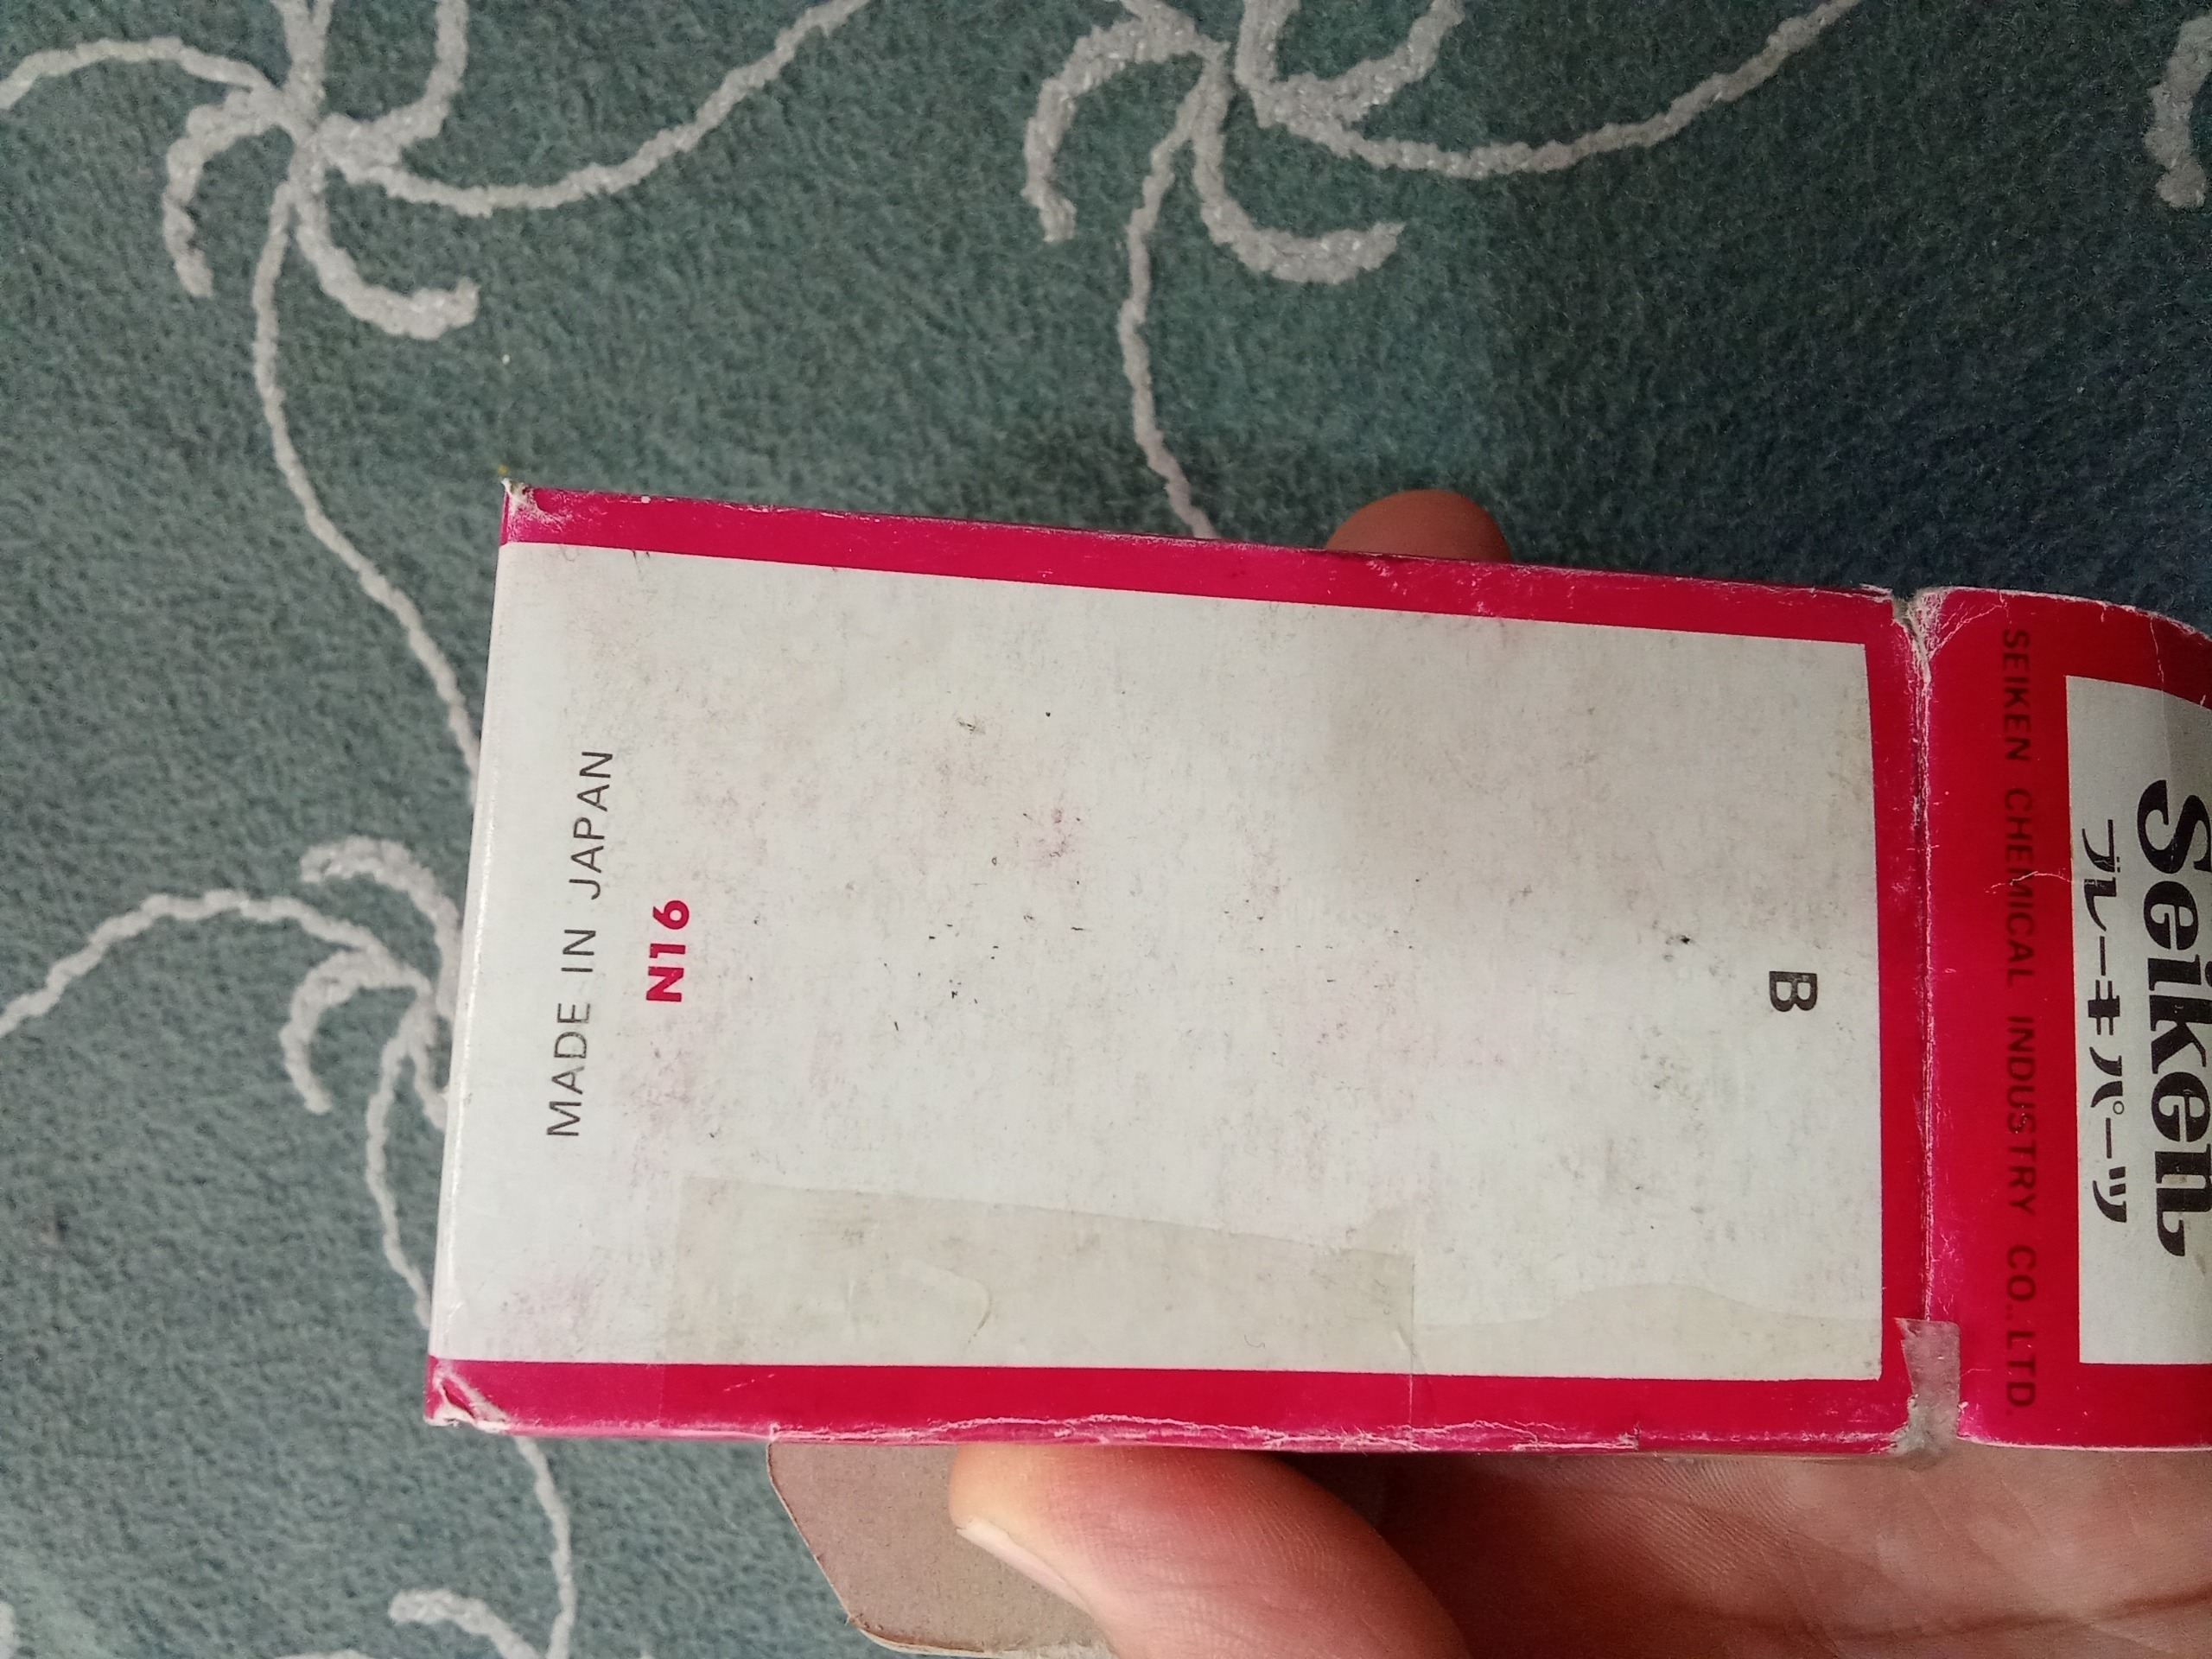 MADE IN JAPAN
N16
B
SEIKEN CHEMICAL INDUSTRY CO.,LTD.
Seiken
ブレーキパーツ